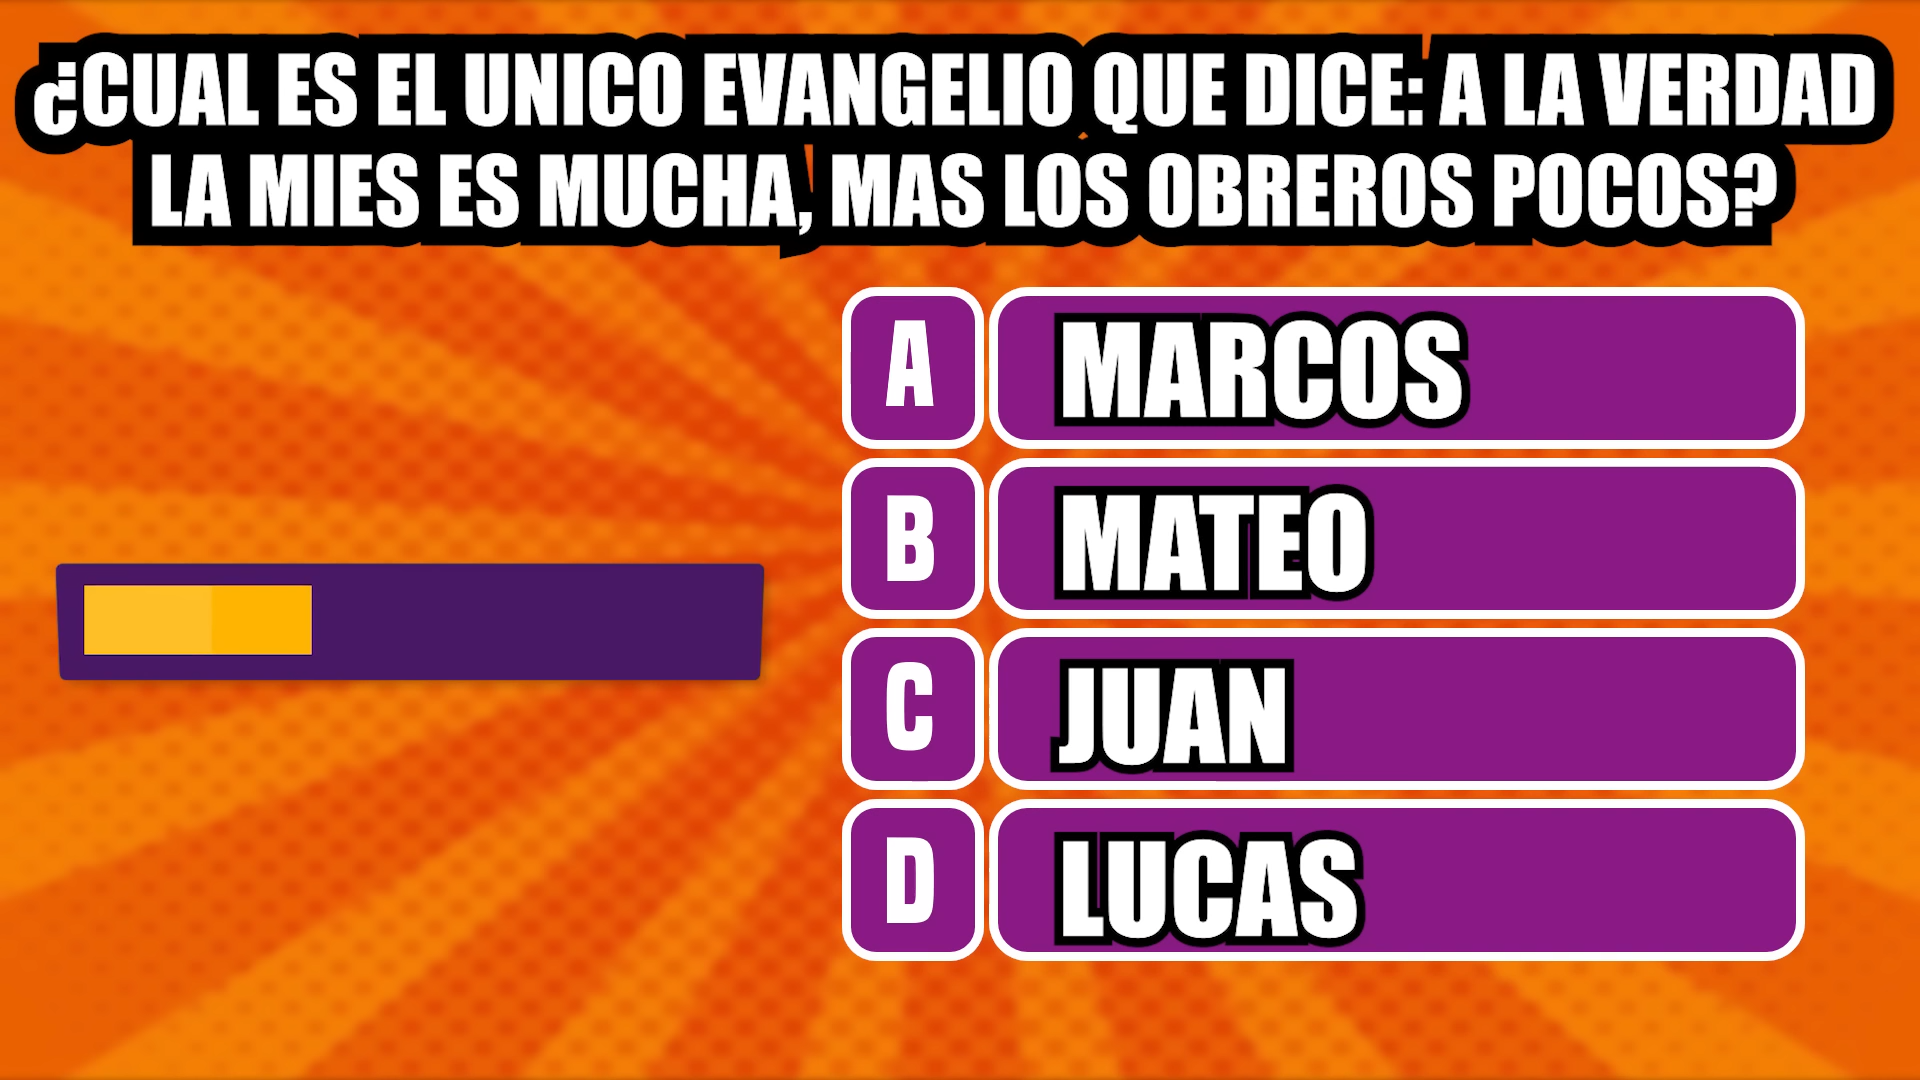 ¿CUAL ES EL UNICO EVANGELIO QUE DICE: A LA VERDAD
LA MIES ES MUCHA, MAS LOS OBREROS POCOS?
A MARCOS
B MATEO
C JUAN
D LUCAS